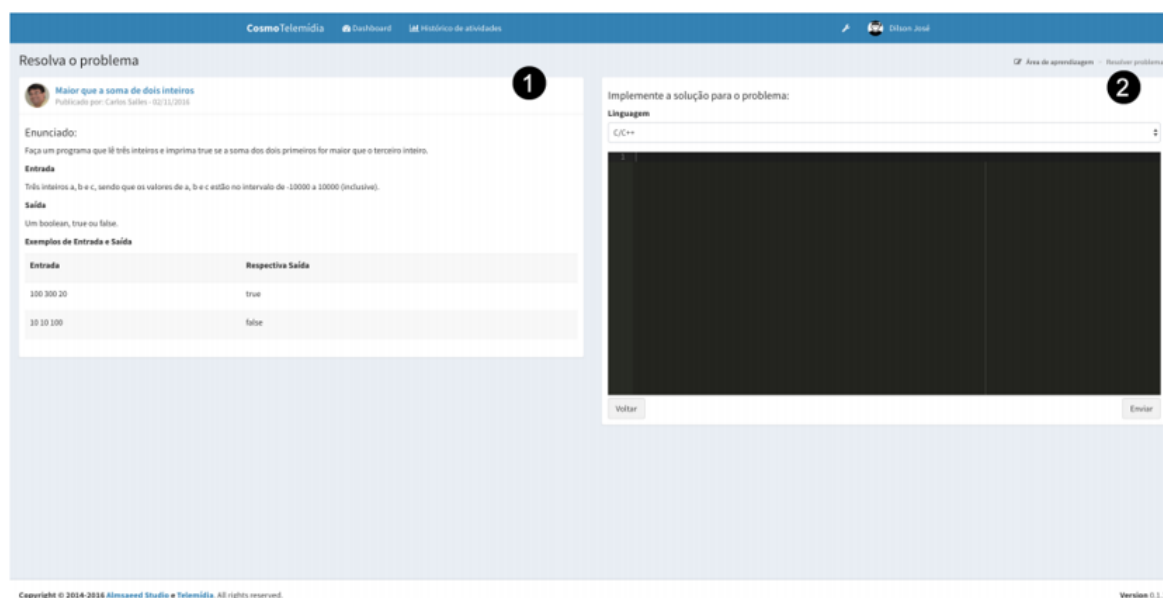 CosmoTelemídia Dashboard Histórico de atividades Dilson José
Resolva o problema
Área de aprendizagem Resolver problema
1
2
Maior que a soma de dois inteiros
Publicado por: Carlos Salles - 02/11/2016
Enunciado:
Faça um programa que lê três inteiros e imprima true se a soma dos dois primeiros for maior que o terceiro inteiro.
Entrada
Três inteiros a, b e c, sendo que os valores de a, b e c estão no intervalo de -10000 a 10000 (inclusive).
Saída
Um boolean, true ou false.
Exemplos de Entrada e Saída
Entrada Respectiva Saída
100 300 20 true
10 10 100 false
Implemente a solução para o problema:
Linguagem
C/C++
1
Voltar Enviar
Copyright © 2014-2016 Almsaeed Studio e Telemídia. All rights reserved.
Version 0.1.